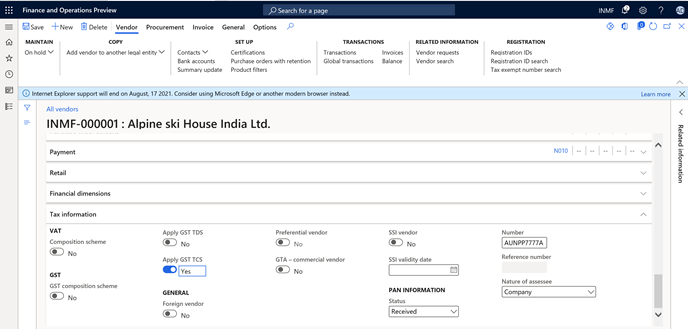 Finance and Operations Preview
Search for a page
INMF
Save
New
Delete
Vendor
Procurement
Invoice
General
Options
MAINTAIN
On hold
COPY
Add vendor to another legal entity
SET UP
Contacts
Bank accounts
Summary update
Certifications
Purchase orders with retention
Product filters
TRANSACTIONS
Transactions
Global transactions
Invoices
Balance
RELATED INFORMATION
Vendor requests
Vendor search
REGISTRATION
Registration IDs
Registration ID search
Tax exempt number search
Internet Explorer support will end on August, 17 2021. Consider using Microsoft Edge or another modern browser instead.
Learn more
All vendors
INMF-000001 : Alpine ski House India Ltd.
Related information
Payment
N010 | -- | -- | -- | -- | --
Retail
Financial dimensions
Tax information
VAT
Composition scheme
No
GST
GST composition scheme
No
Apply GST TDS
No
Apply GST TCS
Yes
GENERAL
Foreign vendor
No
Preferential vendor
No
GTA – commercial vendor
No
SSI vendor
No
SSI validity date
PAN INFORMATION
Status
Received
Number
AUNPP7777A
Reference number
Nature of assessee
Company